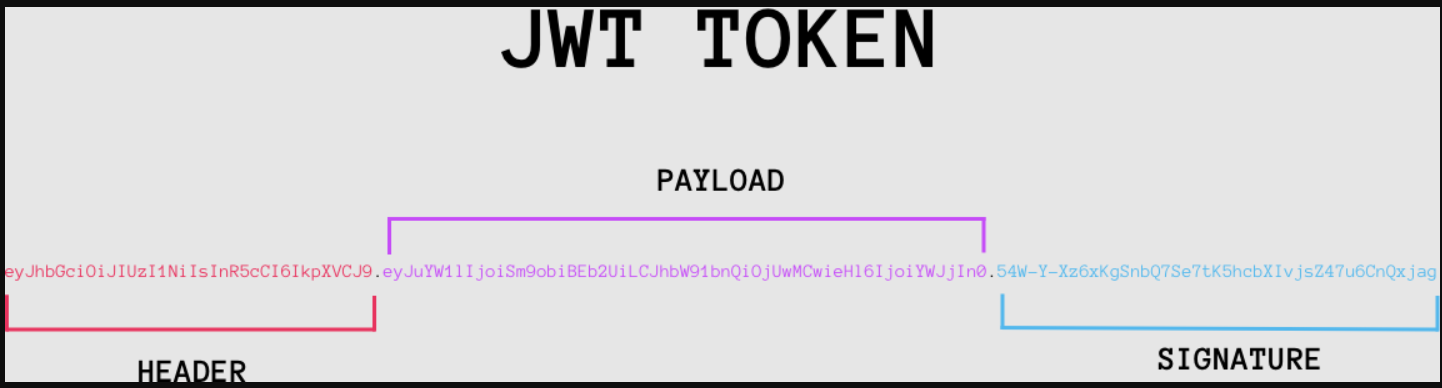 JWT TOKEN
PAYLOAD
eyJhbGciOiJIUzI1NiIsInR5cCI6IkpXVCJ9.eyJuYW1lIjoiSm9obiBEb2UiLCJhbW91bnQiOjUwMCwieHl6IjoiYWJjIn0.54W-Y-Xz6xKgSnbQ7Se7tK5hcbXIvjsZ47u6CnQxjag
HEADER
SIGNATURE